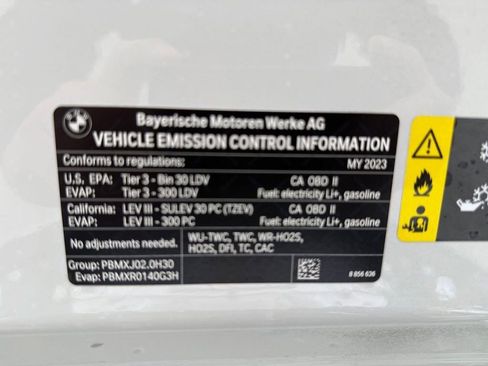 BMW
Bayerische Motoren Werke AG
VEHICLE EMISSION CONTROL INFORMATION
Conforms to regulations: MY 2023
U.S. EPA: Tier 3 - Bin 30 LDV CA OBD II
EVAP: Tier 3 - 300 LDV Fuel: electricity Li+, gasoline
California: LEV III - SULEV 30 PC (TZEV) CA OBD II
EVAP: LEV III - 300 PC Fuel: electricity Li+, gasoline
No adjustments needed. WU-TWC, TWC, WR-HO2S,
HO2S, DFI, TC, CAC
Group: PBMXJ02.0H30
Evap: PBMXR0140G3H 8 856 636